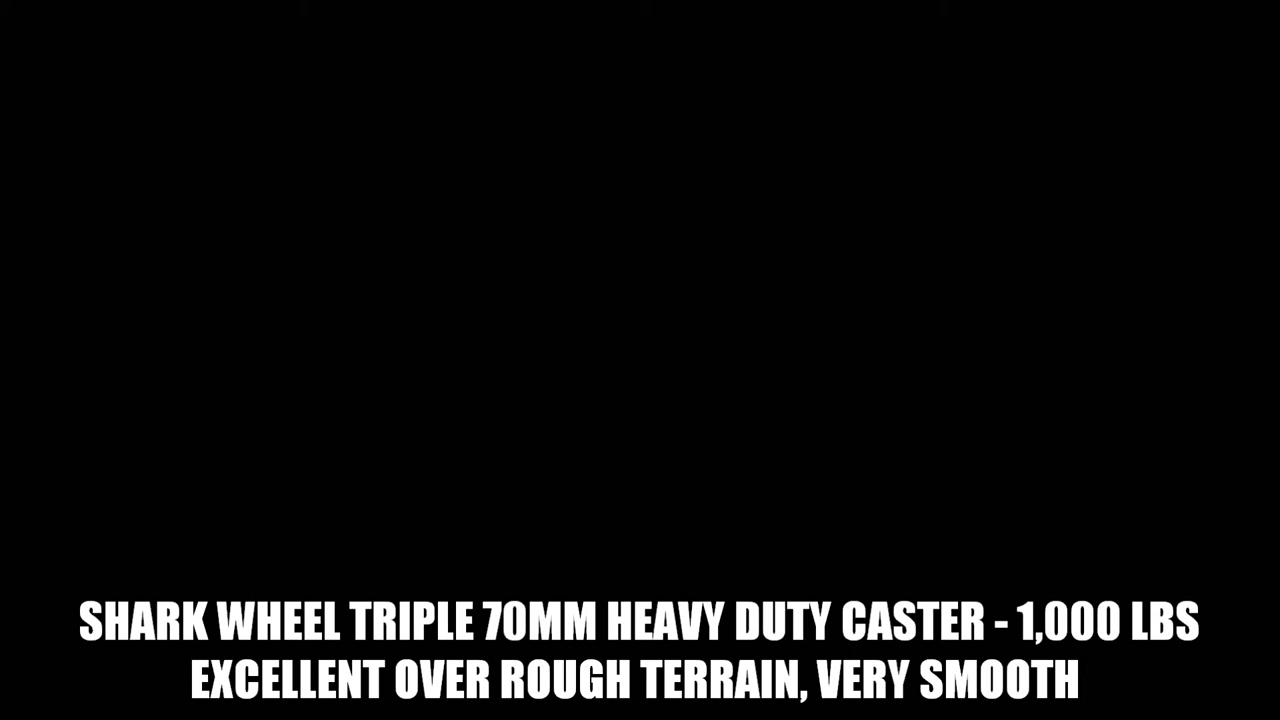 SHARK WHEEL TRIPLE 70MM HEAVY DUTY CASTER - 1,000 LBS
EXCELLENT OVER ROUGH TERRAIN, VERY SMOOTH